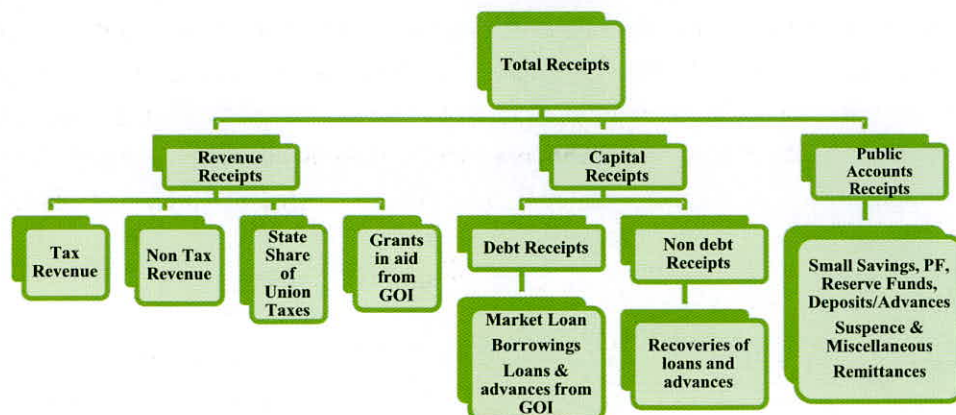 Total Receipts
Revenue
Receipts
Capital
Receipts
Public
Accounts
Receipts
Tax
Revenue
Non Tax
Revenue
State
Share of
Union
Taxes
Grants
in aid
from
GOI
Debt Receipts
Non debt
Receipts
Small Savings, PF,
Reserve Funds,
Deposits/Advances
Suspence &
Miscellaneous
Remittances
Market Loan
Borrowings
Loans &
advances from
GOI
Recoveries of
loans and
advances